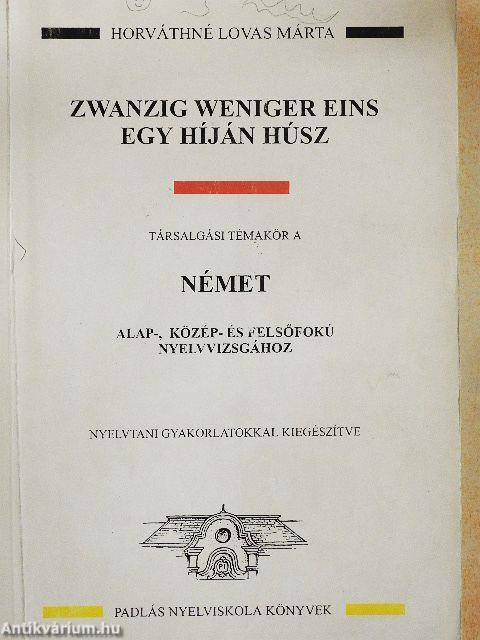 HORVÁTHNÉ LOVAS MÁRTA
ZWANZIG WENIGER EINS
EGY HÍJÁN HÚSZ
TÁRSALGÁSI TÉMAKÖR A
NÉMET
ALAP-, KÖZÉP- ÉS FELSŐFOKÚ
NYELVVIZSGÁHOZ
NYELVTANI GYAKORLATOKKAL KIEGÉSZÍTVE
PADLÁS NYELVISKOLA KÖNYVEK
Antikvárium.hu